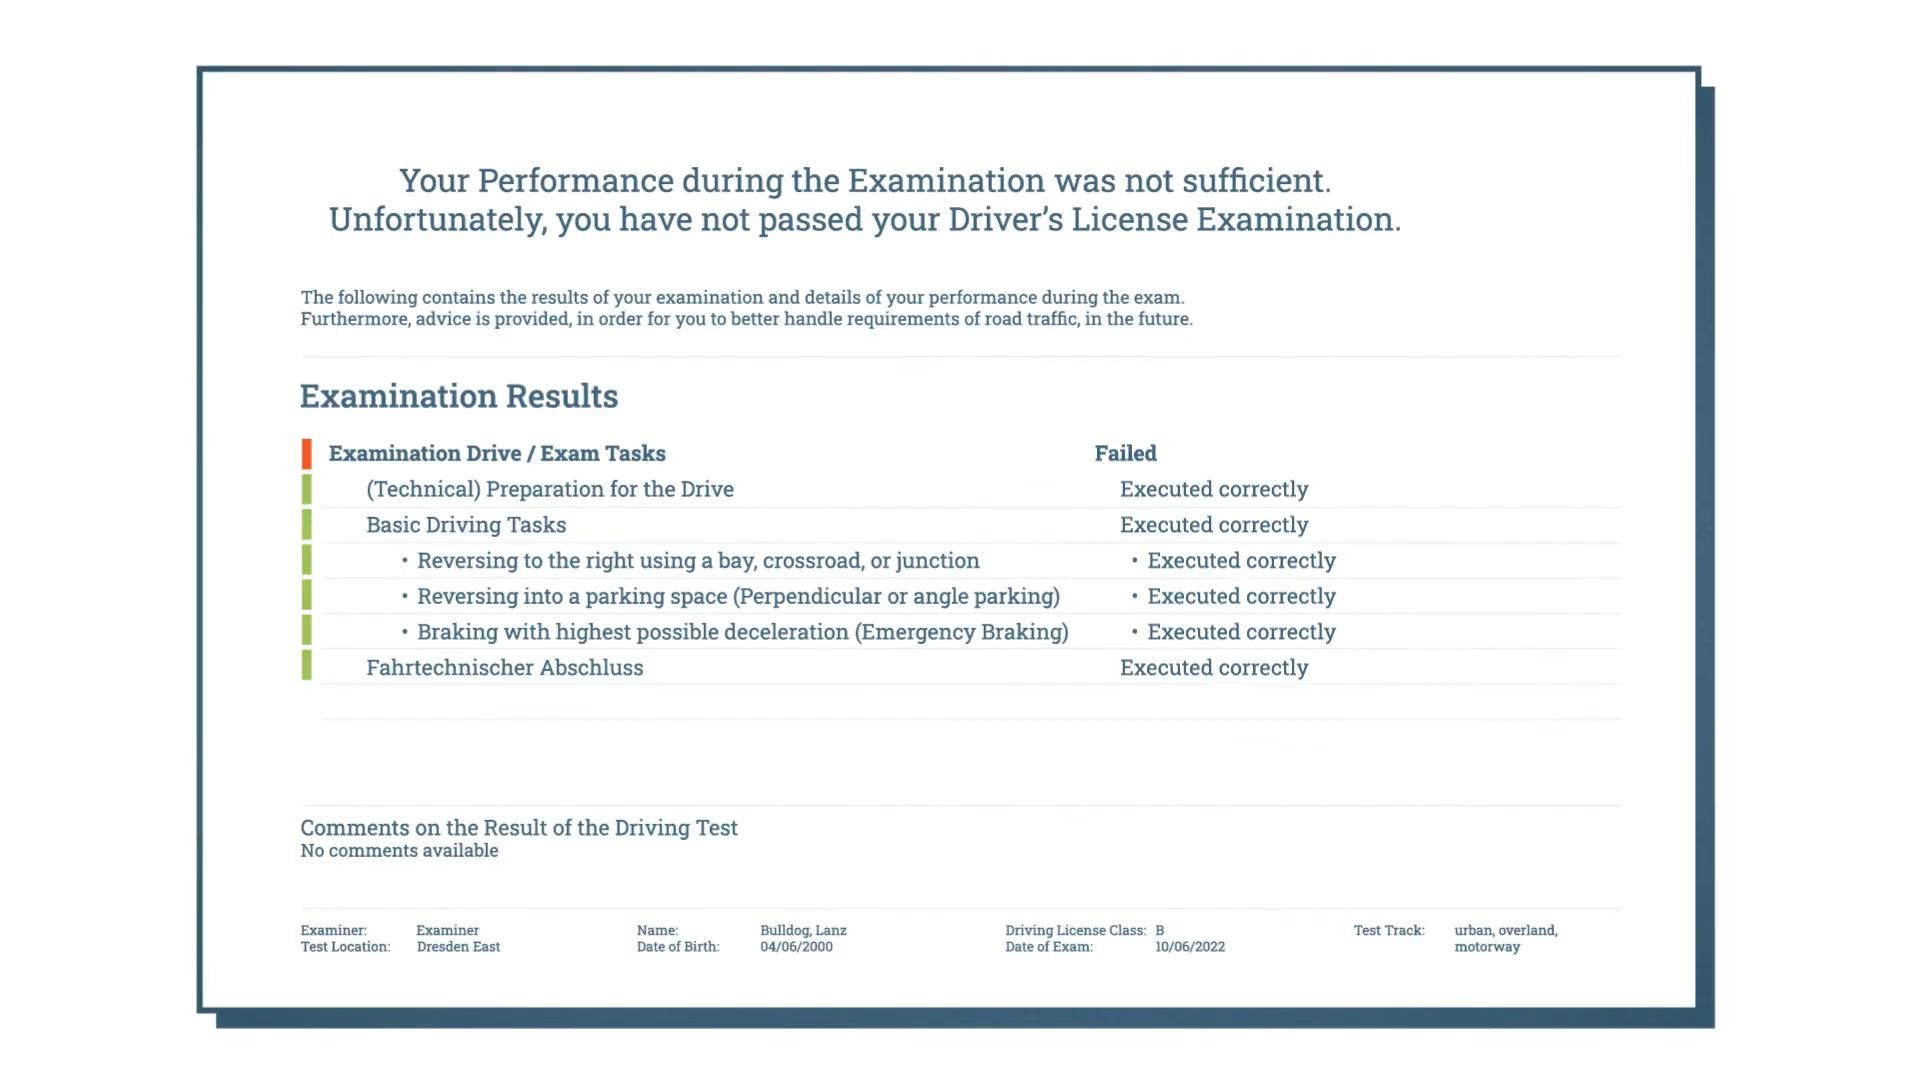 Your Performance during the Examination was not sufficient.
Unfortunately, you have not passed your Driver's License Examination.
The following contains the results of your examination and details of your performance during the exam.
Furthermore, advice is provided, in order for you to better handle requirements of road traffic, in the future.
Examination Results
Examination Drive / Exam Tasks Failed
(Technical) Preparation for the Drive Executed correctly
Basic Driving Tasks Executed correctly
• Reversing to the right using a bay, crossroad, or junction • Executed correctly
• Reversing into a parking space (Perpendicular or angle parking) • Executed correctly
• Braking with highest possible deceleration (Emergency Braking) • Executed correctly
Fahrtechnischer Abschluss Executed correctly
Comments on the Result of the Driving Test
No comments available
Examiner: Examiner Name: Bulldog, Lanz Driving License Class: B Test Track: urban, overland,
Test Location: Dresden East Date of Birth: 04/06/2000 Date of Exam: 10/06/2022 motorway